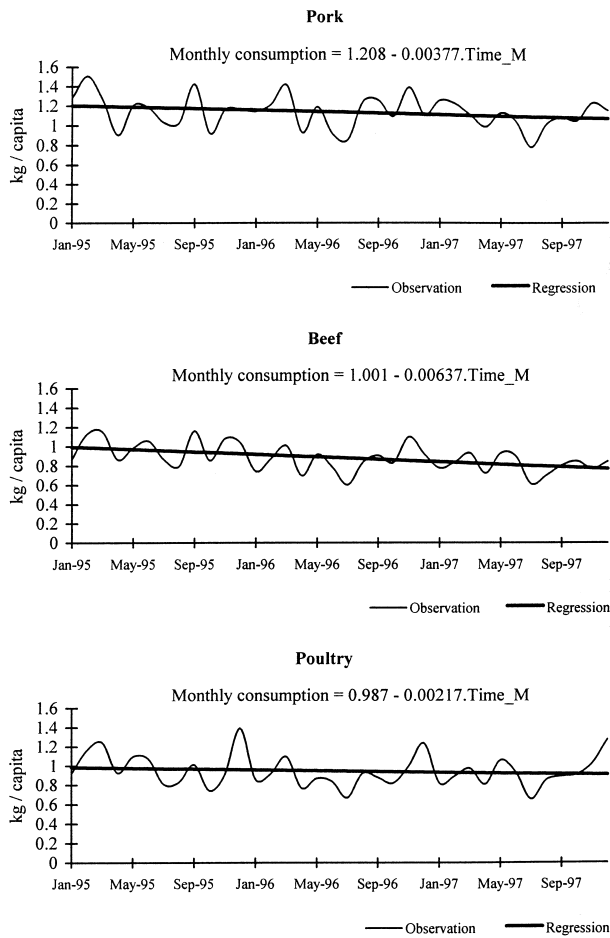 Pork
Monthly consumption = 1.208 - 0.00377.Time_M
kg / capita
1.6
1.4
1.2
1
0.8
0.6
0.4
0.2
0
Jan-95 May-95 Sep-95 Jan-96 May-96 Sep-96 Jan-97 May-97 Sep-97
Observation Regression
Beef
Monthly consumption = 1.001 - 0.00637.Time_M
kg / capita
1.6
1.4
1.2
1
0.8
0.6
0.4
0.2
0
Jan-95 May-95 Sep-95 Jan-96 May-96 Sep-96 Jan-97 May-97 Sep-97
Observation Regression
Poultry
Monthly consumption = 0.987 - 0.00217.Time_M
kg / capita
1.6
1.4
1.2
1
0.8
0.6
0.4
0.2
0
Jan-95 May-95 Sep-95 Jan-96 May-96 Sep-96 Jan-97 May-97 Sep-97
Observation Regression